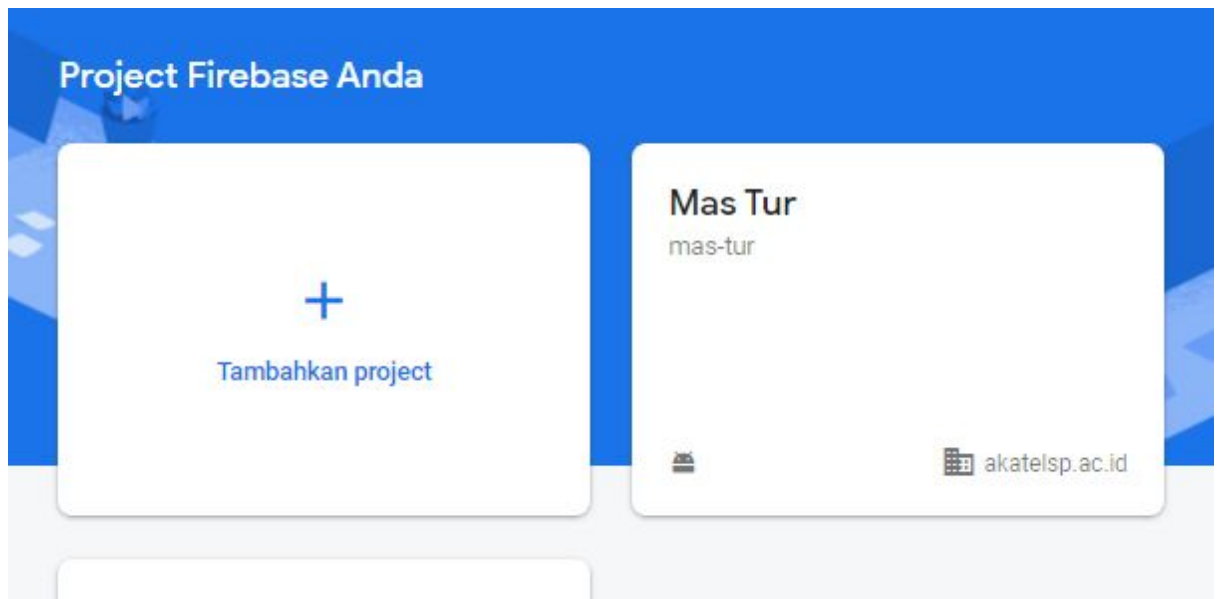 Project Firebase Anda
Tambahkan project
Mas Tur
mas-tur
akatelsp.ac.id